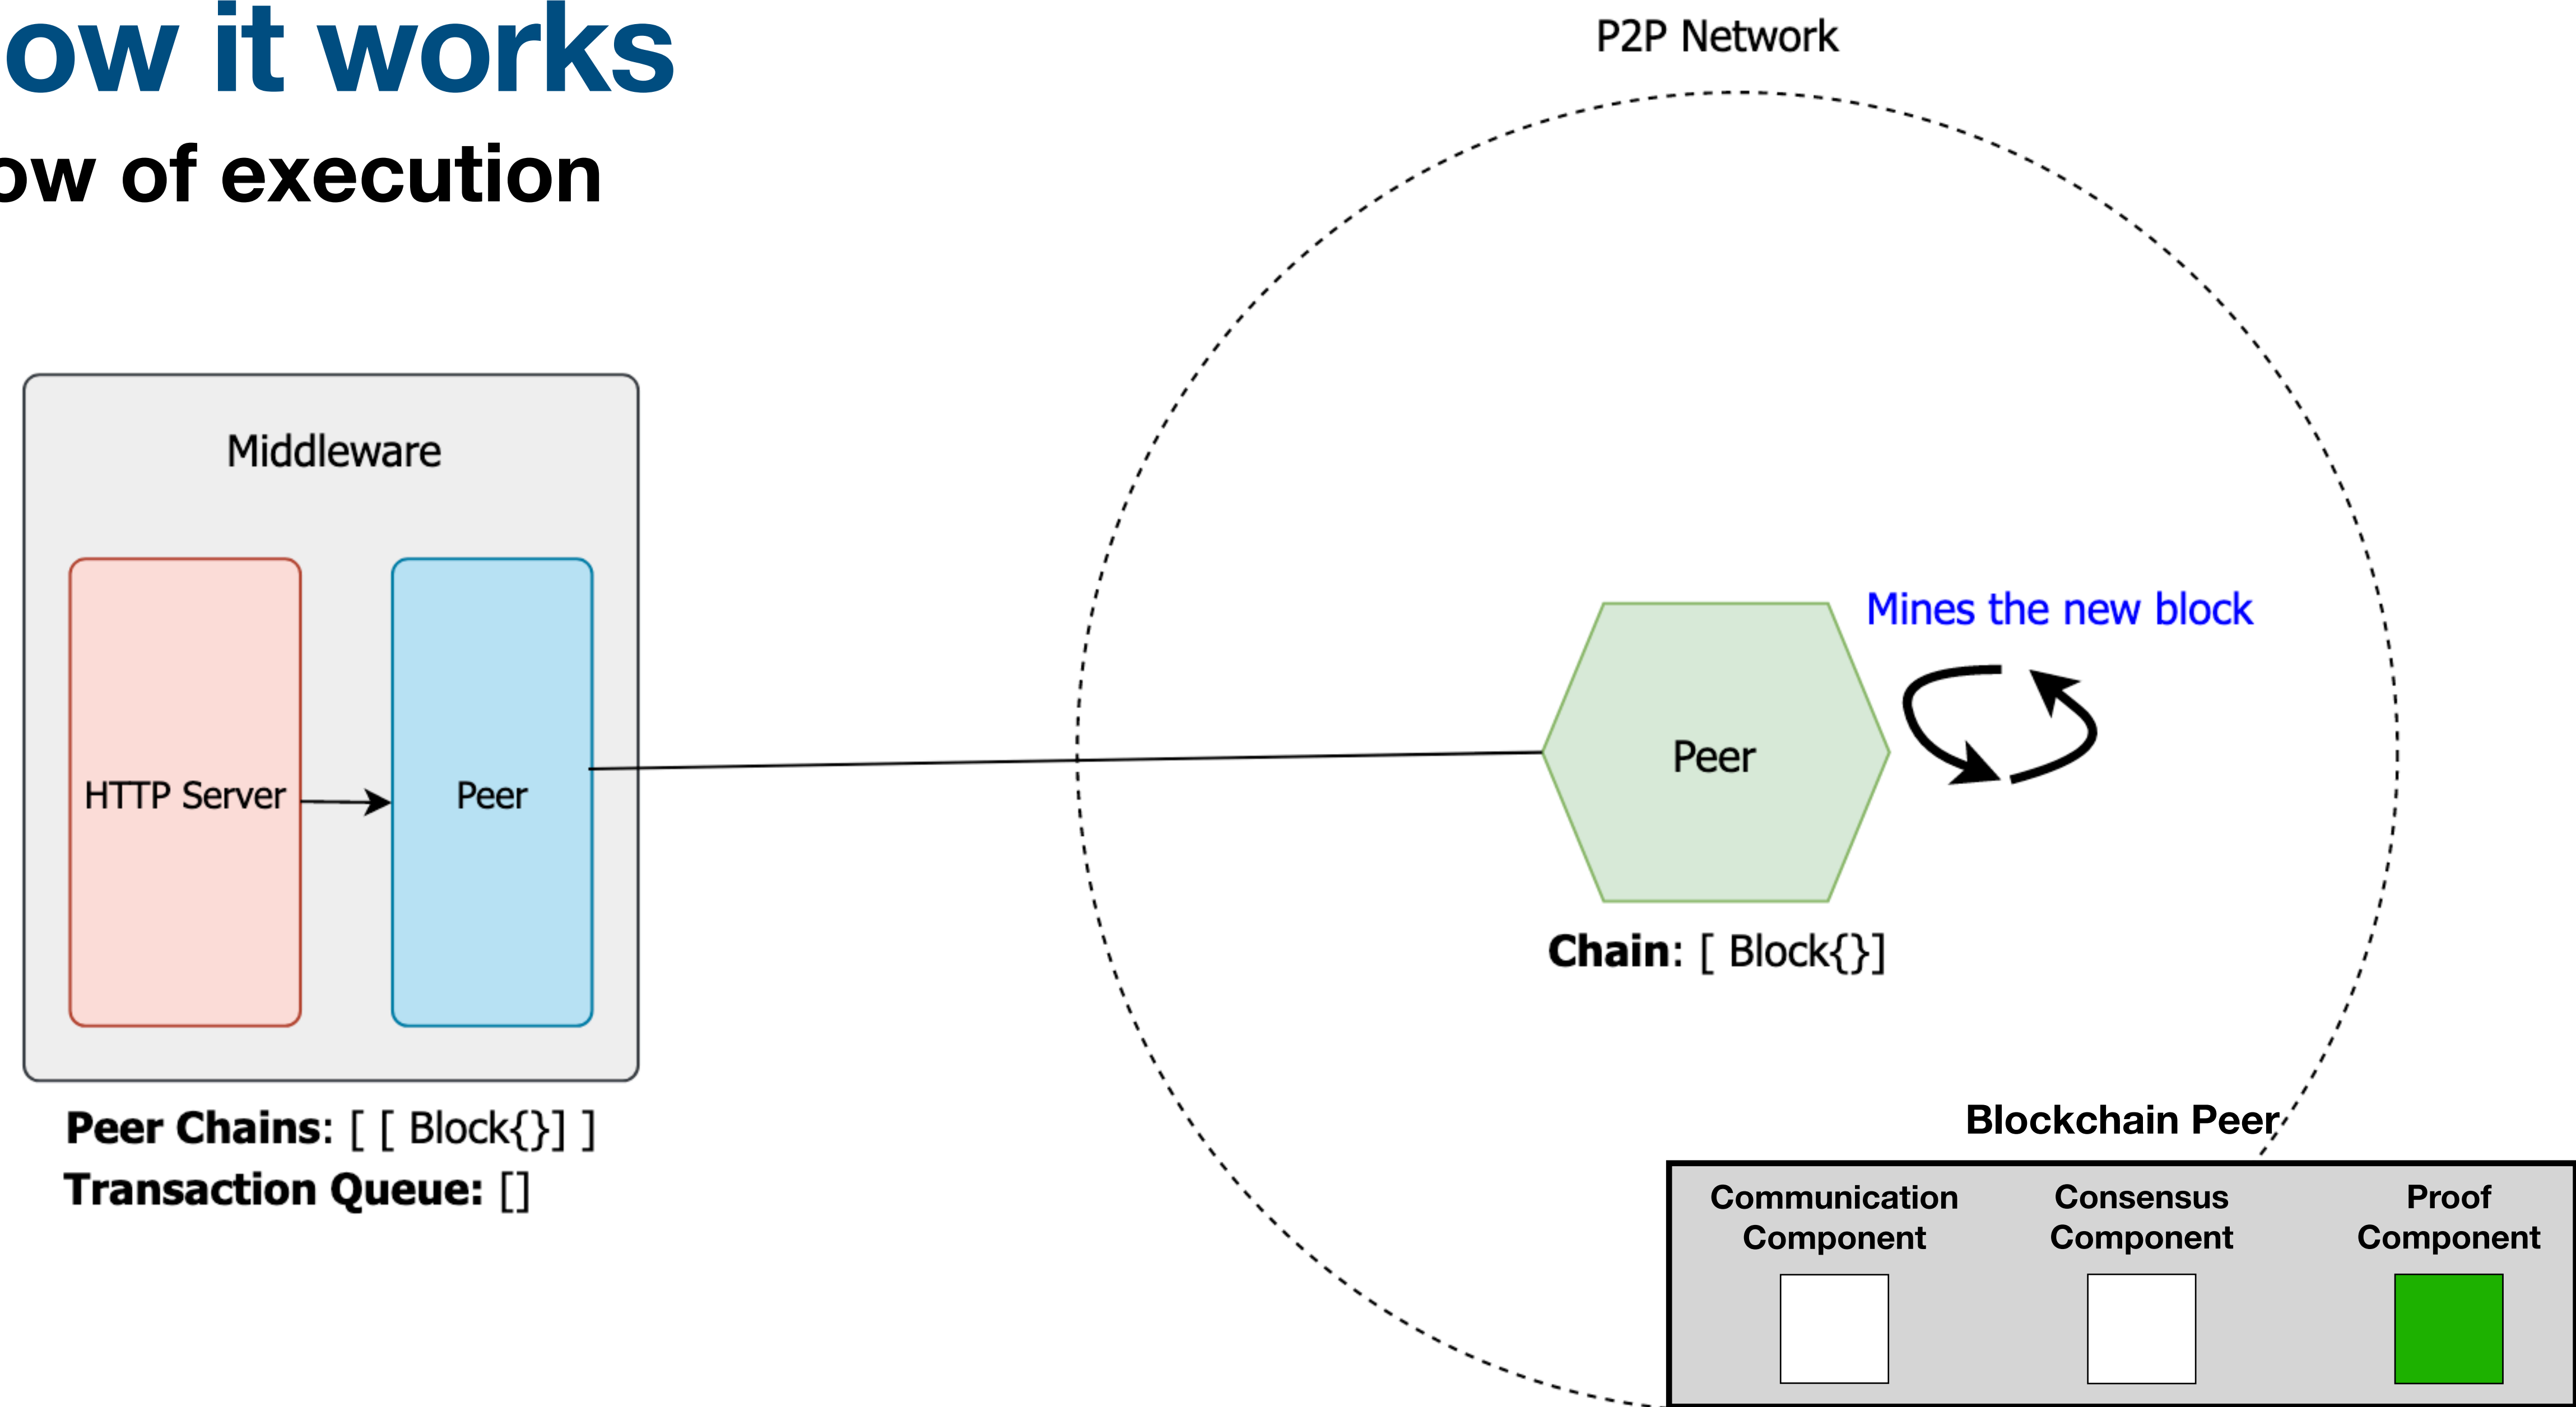 ow it works
ow of execution
P2P Network
Middleware
HTTP Server
Peer
Mines the new block
Peer
Chain: [ Block{}]
Peer Chains: [ [ Block{}] ]
Transaction Queue: []
Blockchain Peer
Communication
Component
Consensus
Component
Proof
Component